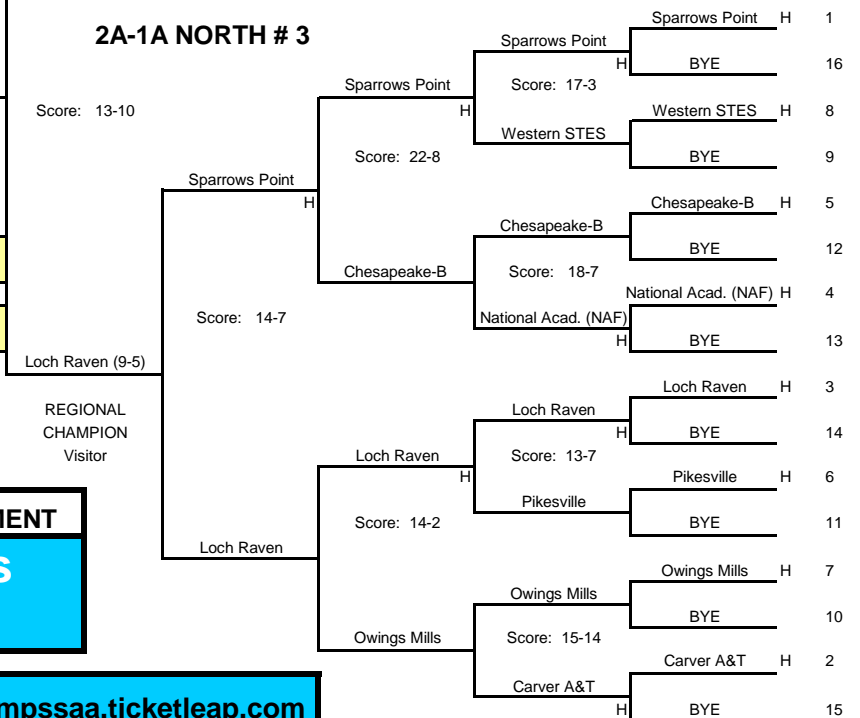 Sparrows Point H 1
2A-1A NORTH # 3
Sparrows Point
H BYE 16
Sparrows Point Score: 17-3
Score: 13-10 H Western STES H 8
Western STES
Score: 22-8 BYE 9
Sparrows Point
H Chesapeake-B H 5
Chesapeake-B
BYE 12
Chesapeake-B Score: 18-7
National Acad. (NAF) H 4
Score: 14-7 National Acad. (NAF)
H BYE 13
Loch Raven (9-5)
Loch Raven H 3
REGIONAL Loch Raven
CHAMPION H BYE 14
Visitor Loch Raven Score: 13-7
H Pikesville H 6
Pikesville
MENT Score: 14-2 BYE 11
Loch Raven
S Owings Mills H 7
Owings Mills
BYE 10
Owings Mills Score: 15-14
Carver A&T H 2
Carver A&T
mpssaa.ticketleap.com H BYE 15